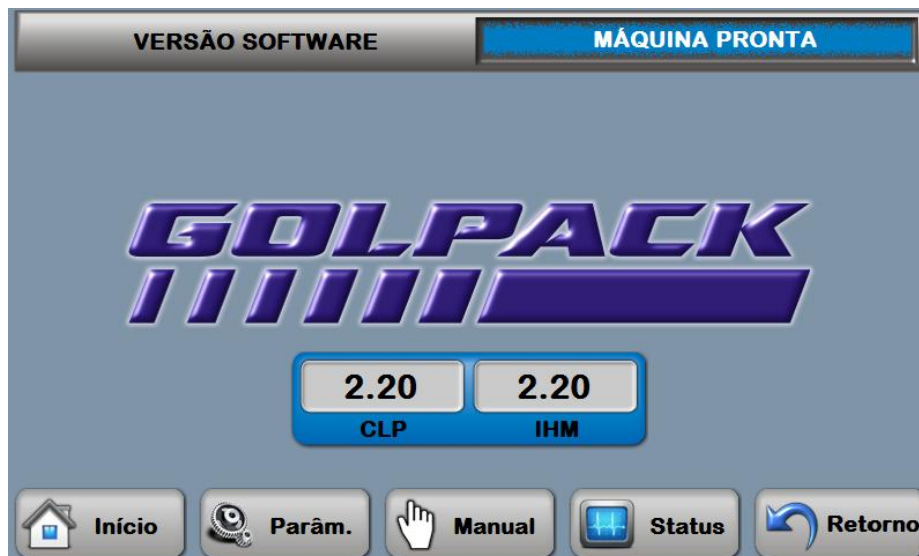 VERSÃO SOFTWARE MÁQUINA PRONTA
GOLPACK
2.20 2.20
CLP IHM
Início Parâm. Manual Status Retorno